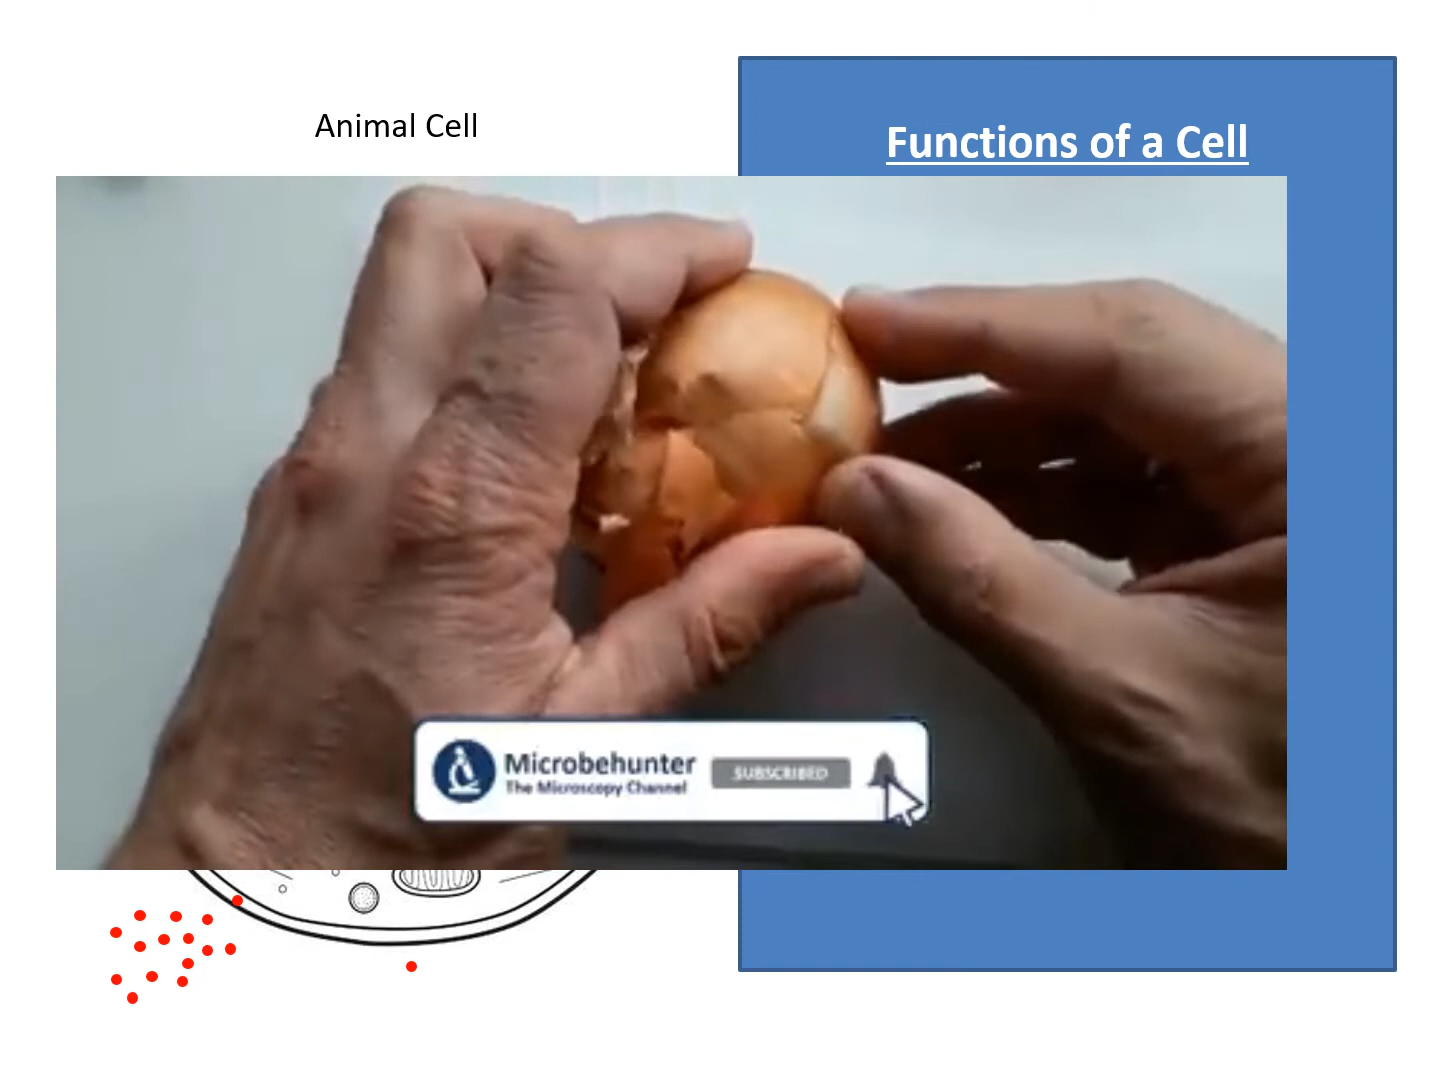 Animal Cell
Functions of a Cell
Microbehunter
The Microscopy Channel
SUBSCRIBED